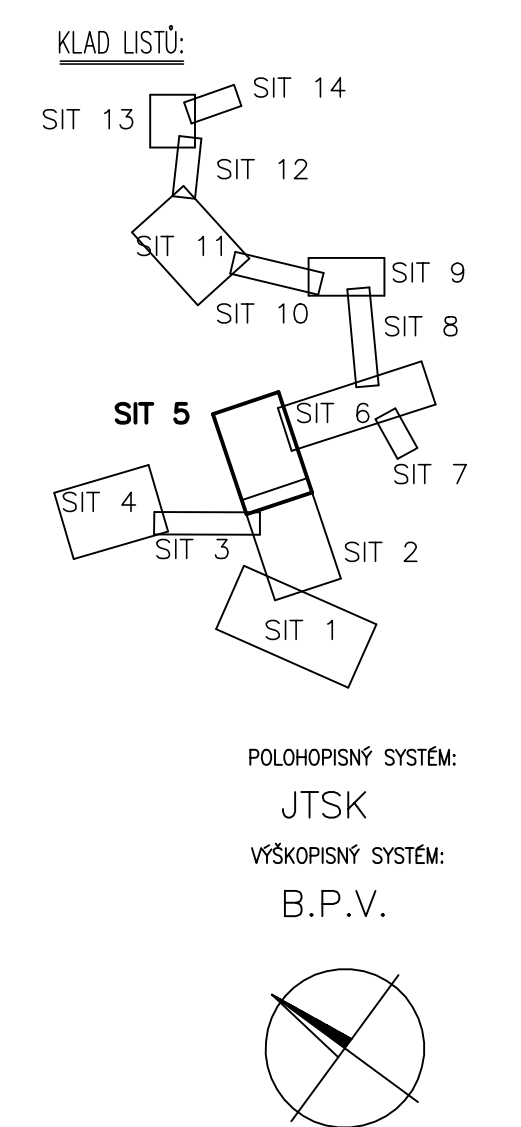 KLAD LISTŮ:
SIT 14
SIT 13
SIT 12
SIT 11
SIT 9
SIT 10
SIT 8
SIT 5
SIT 6
SIT 7
SIT 4
SIT 3
SIT 2
SIT 1
POLOHOPISNÝ SYSTÉM:
JTSK
VÝŠKOPISNÝ SYSTÉM:
B.P.V.